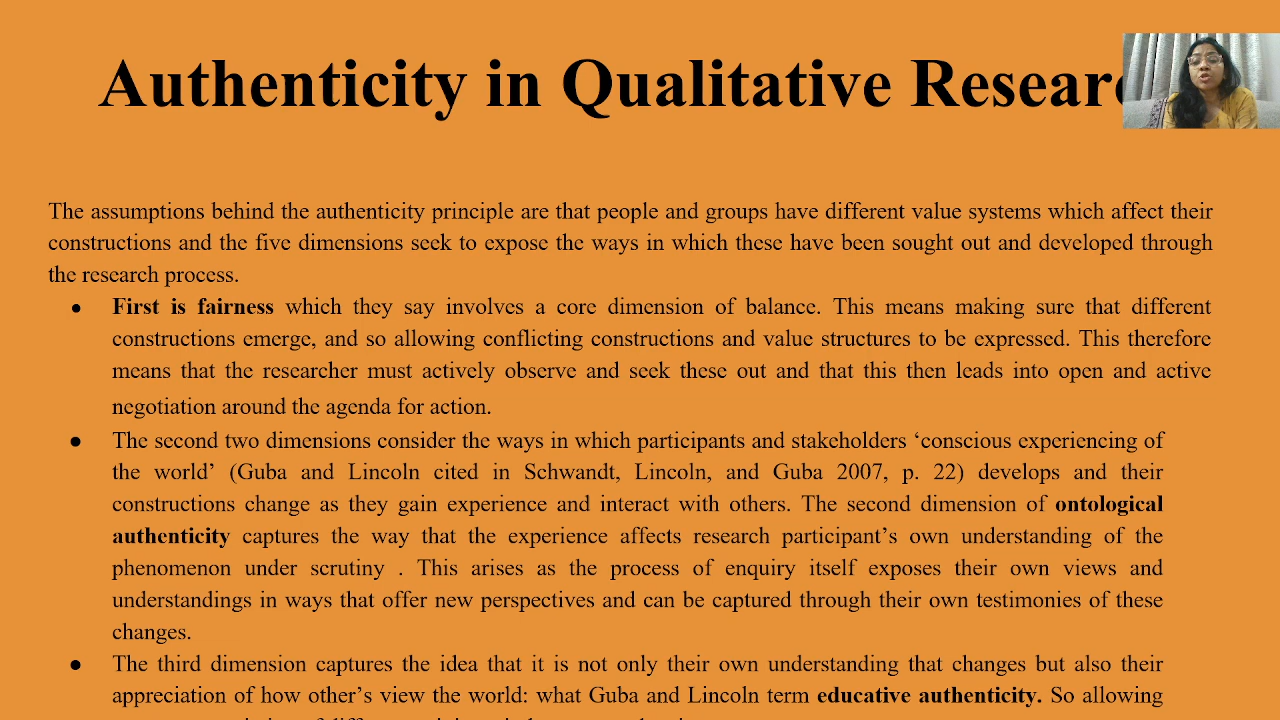 Authenticity in Qualitative
The assumptions behind the authenticity principle are that people and groups have different value systems which affect their
constructions and the five dimensions seek to expose the ways in which these have been sought out and developed through
the research process.
● First is fairness which they say involves a core dimension of balance. This means making sure that different
constructions emerge, and so allowing conflicting constructions and value structures to be expressed. This therefore
means that the researcher must actively observe and seek these out and that this then leads into open and active
negotiation around the agenda for action.
● The second two dimensions consider the ways in which participants and stakeholders ‘conscious experiencing of
the world’ (Guba and Lincoln cited in Schwandt, Lincoln, and Guba 2007, p. 22) develops and their
constructions change as they gain experience and interact with others. The second dimension of ontological
authenticity captures the way that the experience affects research participant’s own understanding of the
phenomenon under scrutiny . This arises as the process of enquiry itself exposes their own views and
understandings in ways that offer new perspectives and can be captured through their own testimonies of these
changes.
● The third dimension captures the idea that it is not only their own understanding that changes but also their
appreciation of how other’s view the world: what Guba and Lincoln term educative authenticity. So allowing